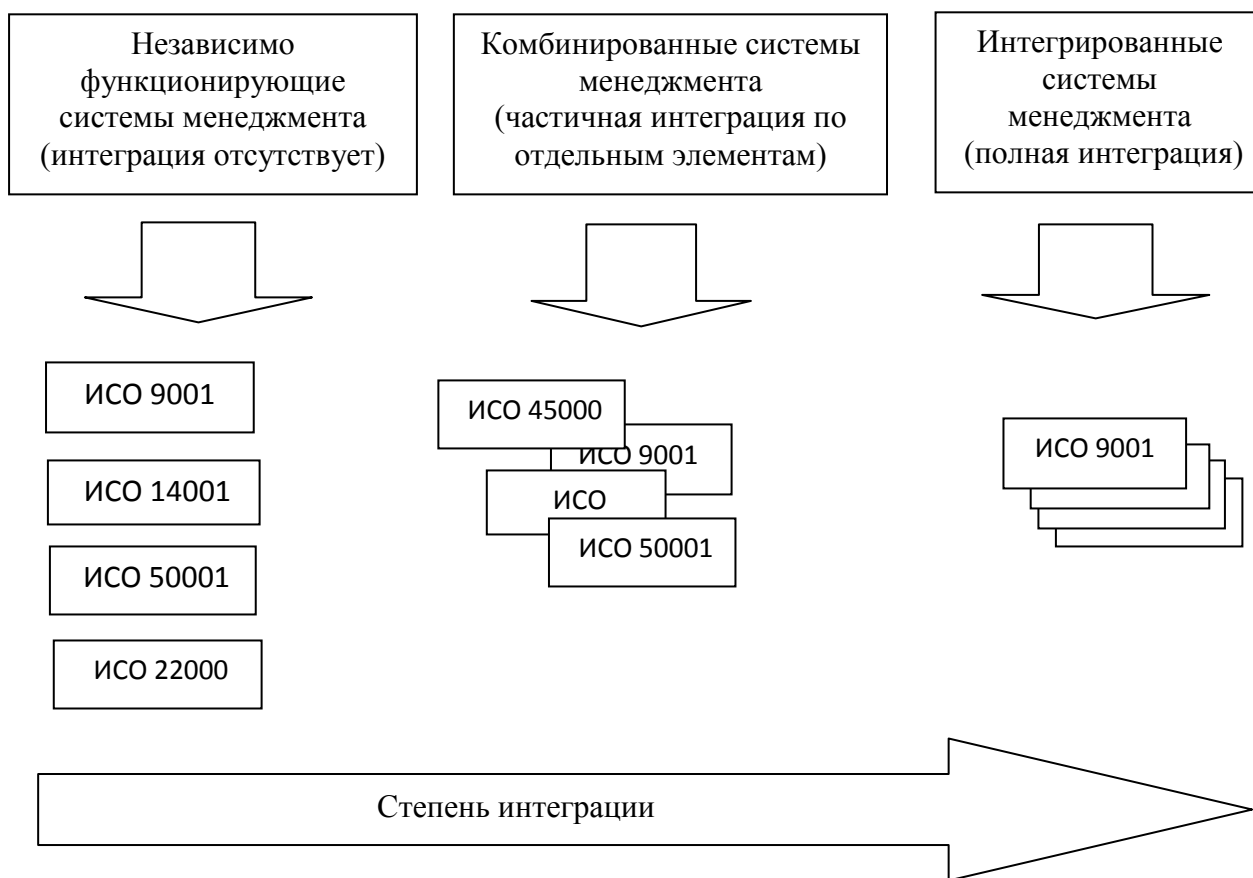 Независимо
функционирующие
системы менеджмента
(интеграция отсутствует)
Комбинированные системы
менеджмента
(частичная интеграция по
отдельным элементам)
Интегрированные
системы
менеджмента
(полная интеграция)
ИСО 9001
ИСО 14001
ИСО 50001
ИСО 22000
ИСО 45000
ИСО 9001
ИСО
ИСО 50001
ИСО 9001
Степень интеграции